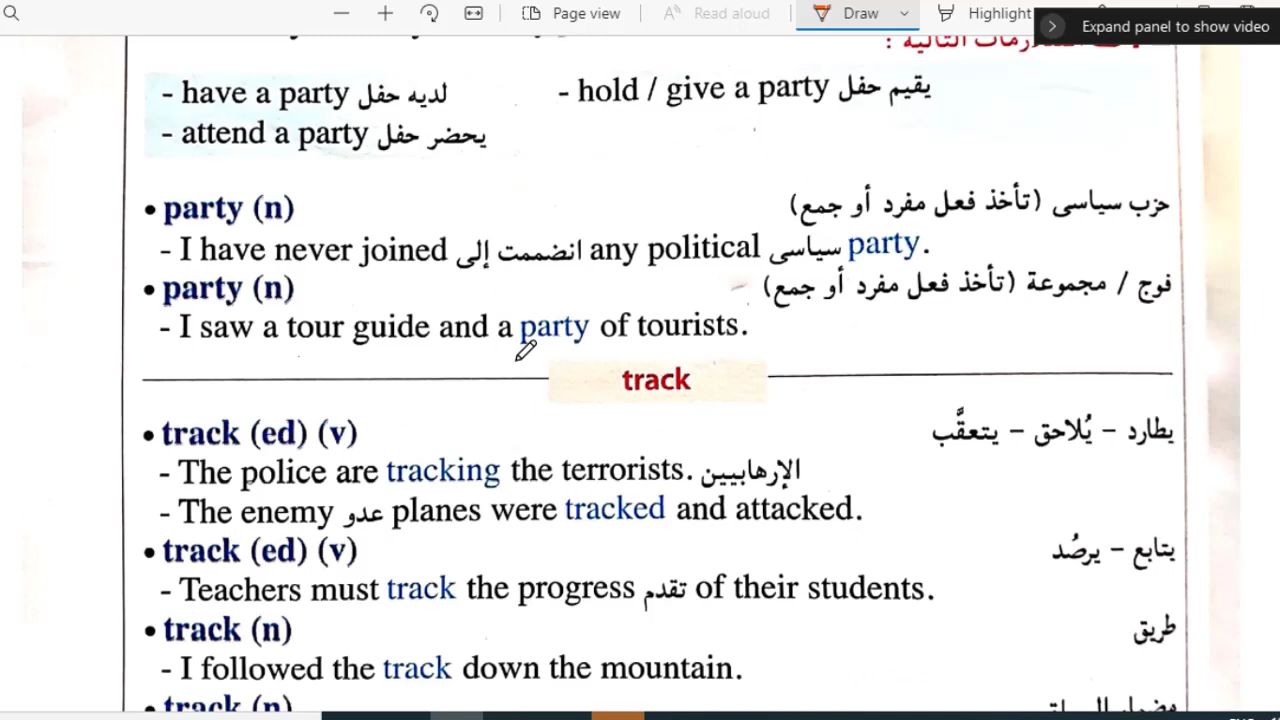 Page view
Read aloud
Draw
Highlight
Expand panel to show video
التالية :
- have a party لديه حفل - hold / give a party يقيم حفل
- attend a party يحضر حفل
• party (n) حزب سياسى (تأخذ فعل مفرد أو جمع)
- I have never joined انضممت إلى any political سياسى party.
• party (n) فوج / مجموعة (تأخذ فعل مفرد أو جمع)
- I saw a tour guide and a party of tourists.
track
• track (ed) (v) يطارد – يُلاحق – يتعقَّب
- The police are tracking the terrorists. الإرهابيين
- The enemy عدو planes were tracked and attacked.
• track (ed) (v) يتابع – يرصُد
- Teachers must track the progress تقدم of their students.
• track (n) طريق
- I followed the track down the mountain.
• track (n)